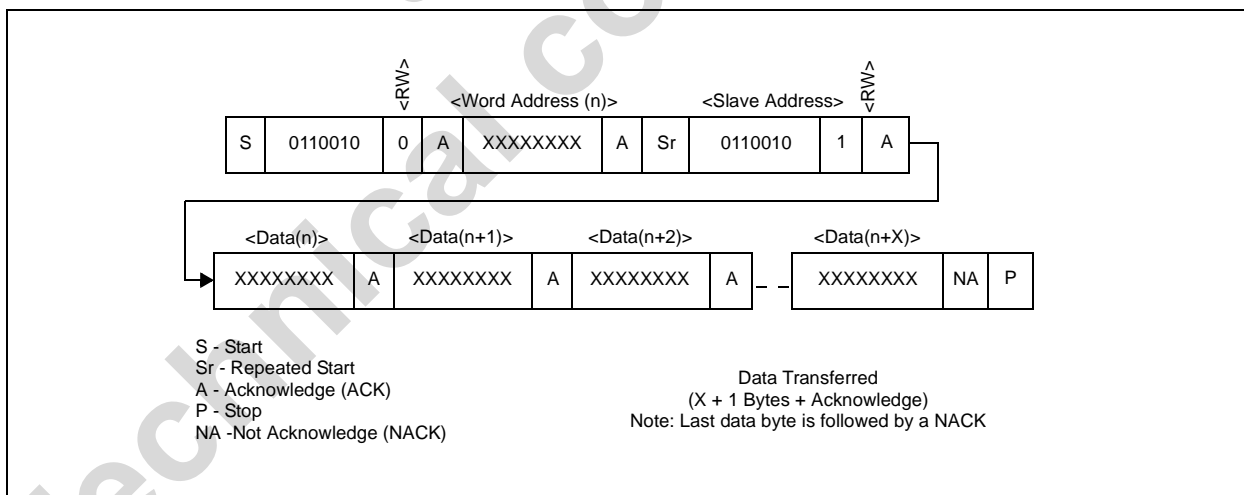 <RW> <Word Address (n)> <Slave Address> <RW>
S 0110010 0 A XXXXXXXX A Sr 0110010 1 A
<Data(n)> <Data(n+1)> <Data(n+2)> <Data(n+X)>
XXXXXXXX A XXXXXXXX A XXXXXXXX A XXXXXXXX NA P
S - Start
Sr - Repeated Start
A - Acknowledge (ACK)
P - Stop
NA -Not Acknowledge (NACK)
Data Transferred
(X + 1 Bytes + Acknowledge)
Note: Last data byte is followed by a NACK
echnical co